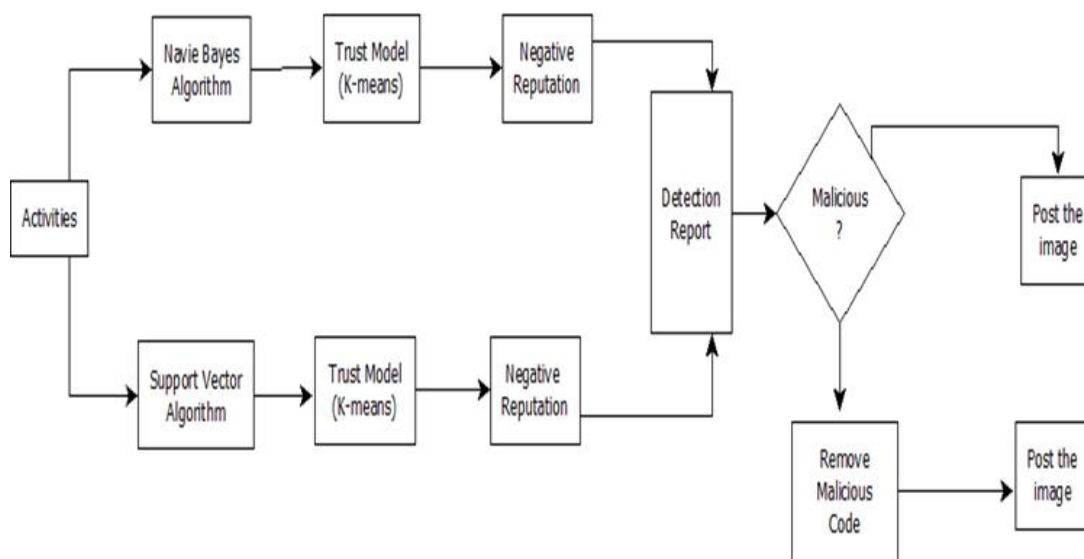 Navie Bayes
Algorithm
Trust Model
(K-means)
Negative
Reputation
Activities
Detection
Report
Malicious
?
Post the
image
Support Vector
Algorithm
Trust Model
(K-means)
Negative
Reputation
Remove
Malicious
Code
Post the
image